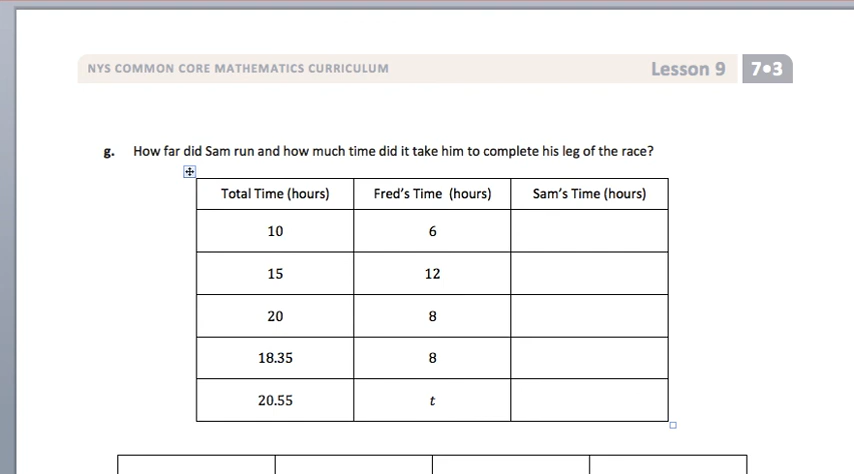 NYS COMMON CORE MATHEMATICS CURRICULUM Lesson 9 7•3
g. How far did Sam run and how much time did it take him to complete his leg of the race?
Total Time (hours) Fred's Time (hours) Sam's Time (hours)
10 6
15 12
20 8
18.35 8
20.55 t